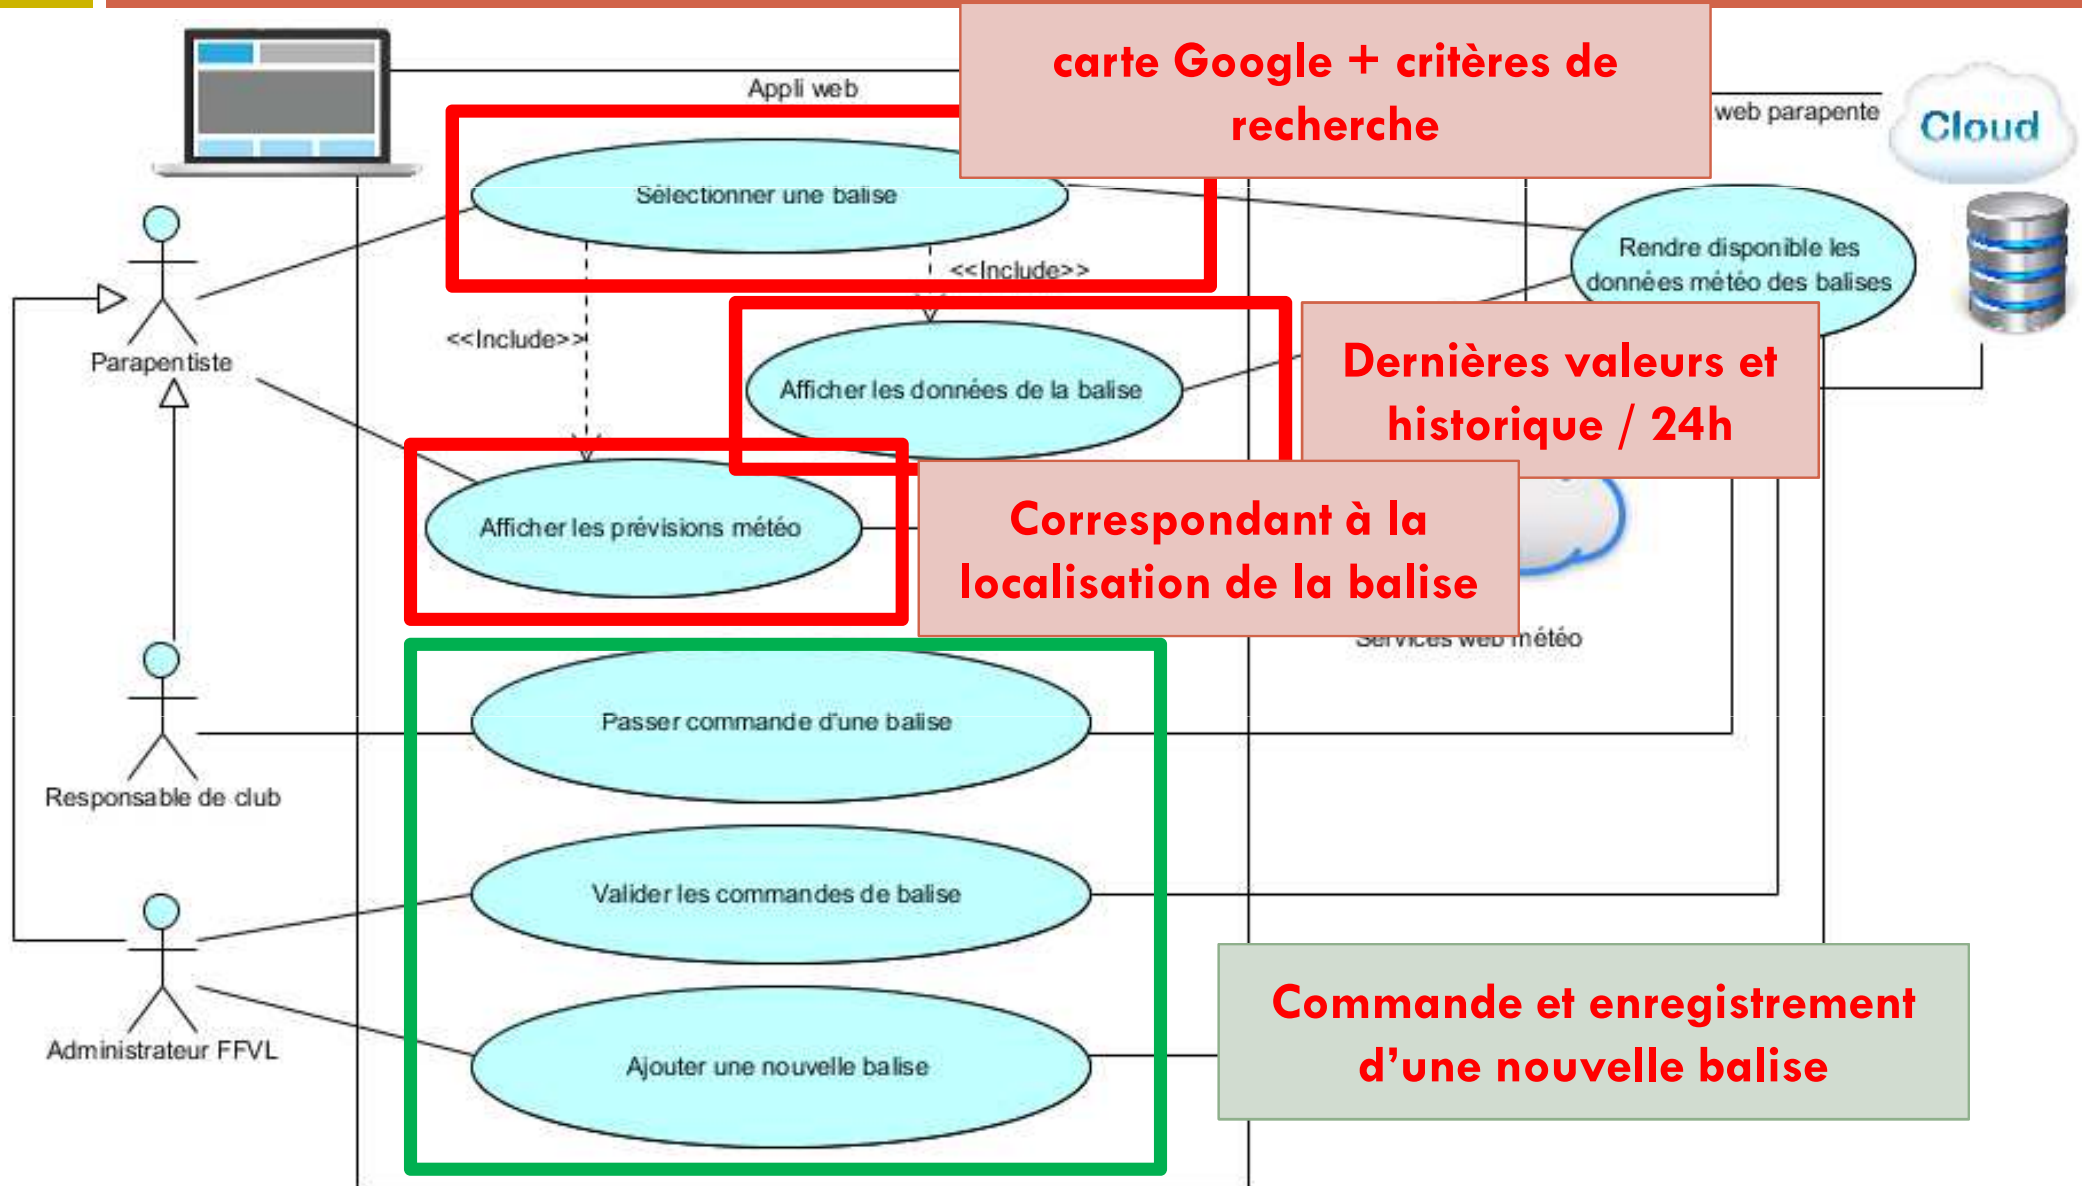 carte Google + critères de
recherche
Appli web
web parapente
Cloud
Sélectionner une balise
<<Include>>
Rendre disponible les
données météo des balises
<<Include>>
Parapentiste
Afficher les données de la balise
Dernières valeurs et
historique / 24h
Afficher les prévisions météo
Correspondant à la
localisation de la balise
Services web météo
Passer commande d'une balise
Responsable de club
Valider les commandes de balise
Commande et enregistrement
d'une nouvelle balise
Administrateur FFVL
Ajouter une nouvelle balise